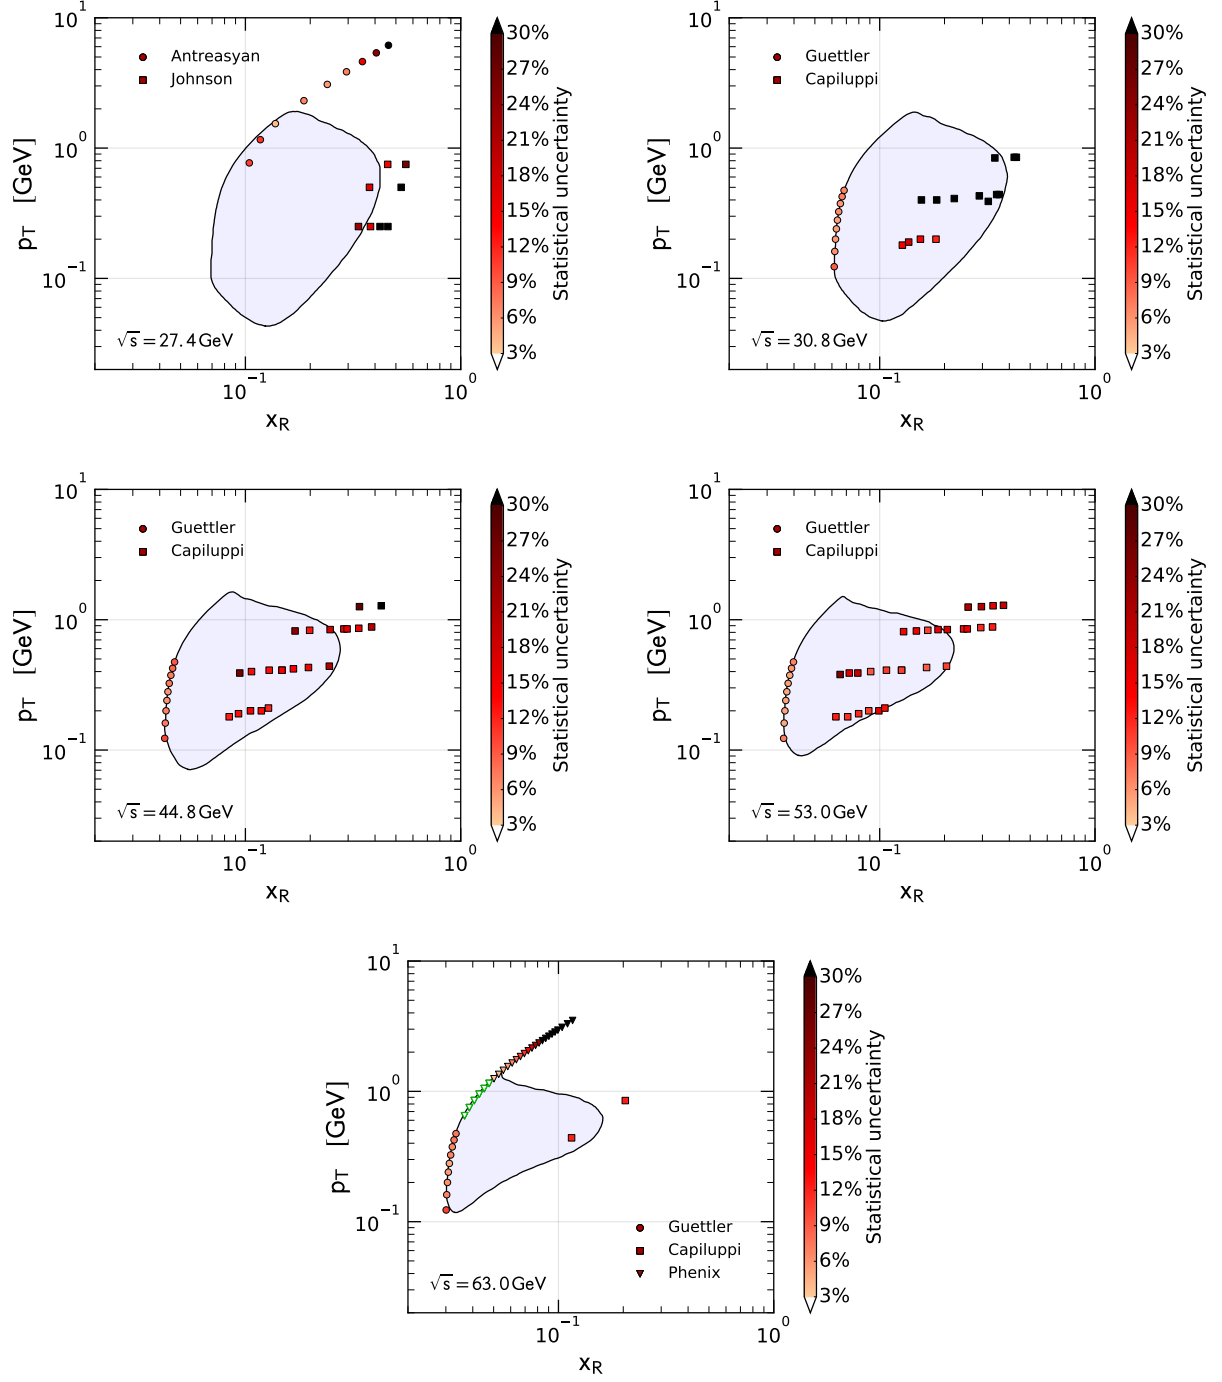 10^1
10^0
10^-1
p_T [GeV]
Antreasyan
Johnson
√s = 27.4 GeV
10^-1
10^0
x_R
30%
27%
24%
21%
18%
15%
12%
9%
6%
3%
Statistical uncertainty
10^1
10^0
10^-1
p_T [GeV]
Guettler
Capiluppi
√s = 30.8 GeV
10^-1
10^0
x_R
30%
27%
24%
21%
18%
15%
12%
9%
6%
3%
Statistical uncertainty
10^1
10^0
10^-1
p_T [GeV]
Guettler
Capiluppi
√s = 44.8 GeV
10^-1
10^0
x_R
30%
27%
24%
21%
18%
15%
12%
9%
6%
3%
Statistical uncertainty
10^1
10^0
10^-1
p_T [GeV]
Guettler
Capiluppi
√s = 53.0 GeV
10^-1
10^0
x_R
30%
27%
24%
21%
18%
15%
12%
9%
6%
3%
Statistical uncertainty
10^1
10^0
10^-1
p_T [GeV]
Guettler
Capiluppi
Phenix
√s = 63.0 GeV
10^-1
10^0
x_R
30%
27%
24%
21%
18%
15%
12%
9%
6%
3%
Statistical uncertainty